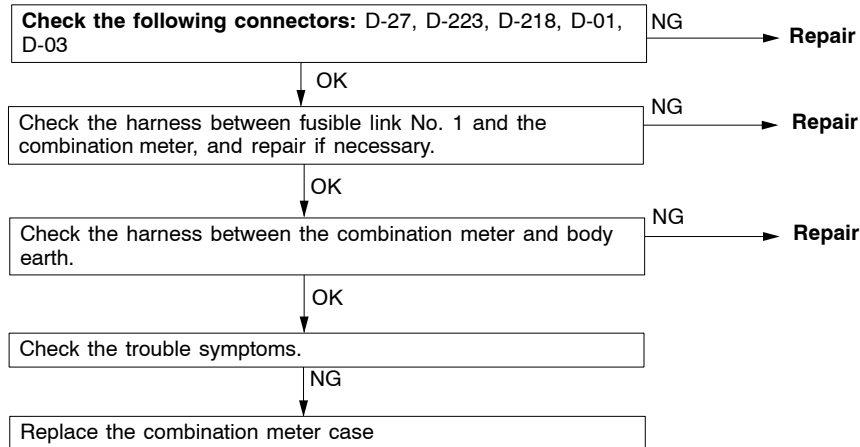 Check the following connectors: D-27, D-223, D-218, D-01,
D-03
NG
Repair
OK
Check the harness between fusible link No. 1 and the
combination meter, and repair if necessary.
NG
Repair
OK
Check the harness between the combination meter and body
earth.
NG
Repair
OK
Check the trouble symptoms.
NG
Replace the combination meter case